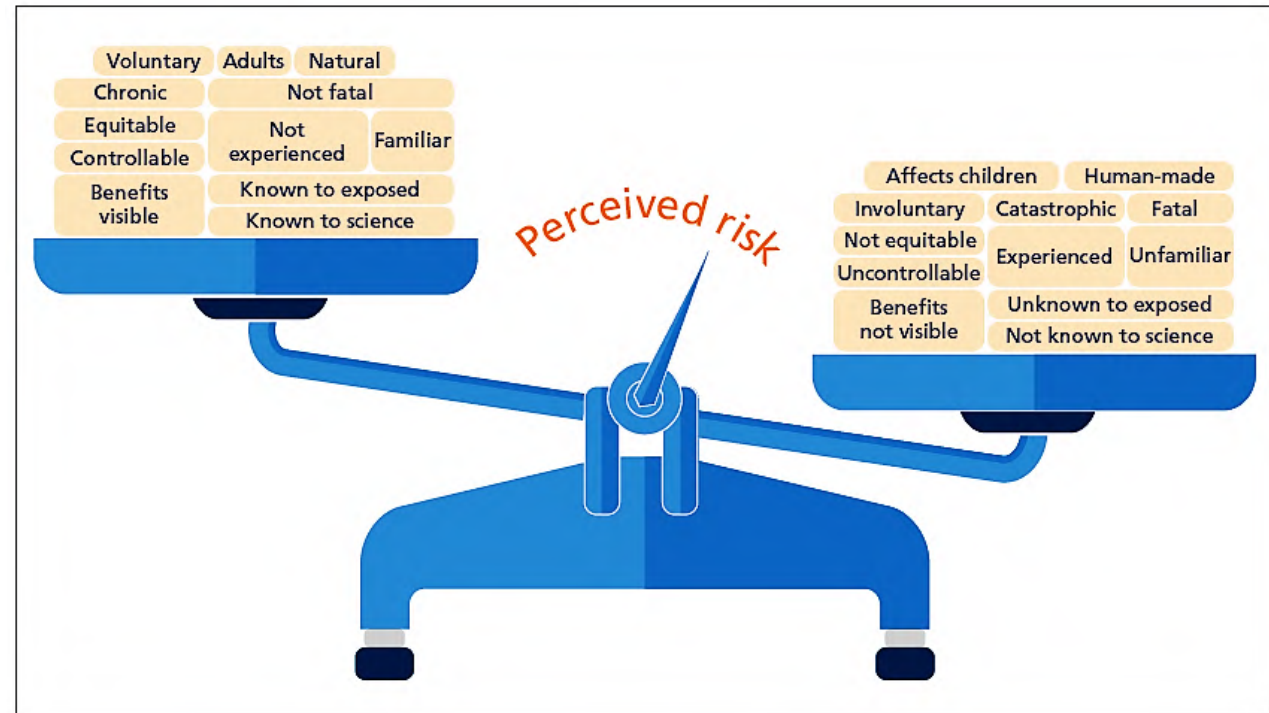 Voluntary Adults Natural
Chronic Not fatal
Equitable
Not
experienced
Familiar
Controllable
Benefits
visible
Known to exposed
Known to science
Perceived risk
Affects children Human-made
Involuntary Catastrophic Fatal
Not equitable
Experienced Unfamiliar
Uncontrollable
Benefits
not visible
Unknown to exposed
Not known to science